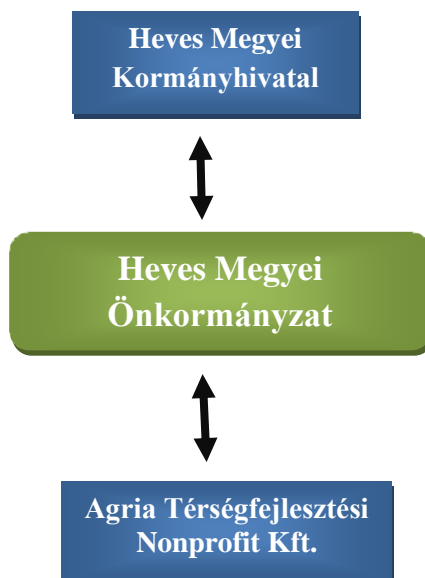 Heves Megyei
Kormányhivatal
Heves Megyei
Önkormányzat
Agria Térségfejlesztési
Nonprofit Kft.